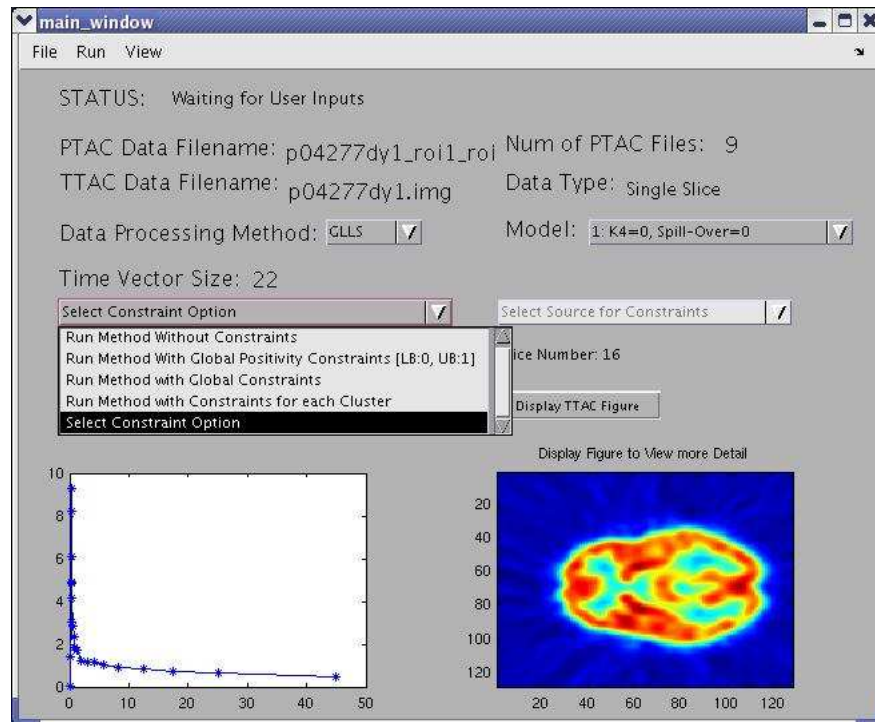 main_window
File Run View
STATUS: Waiting for User Inputs
PTAC Data Filename: p04277dy1_roi1_roi Num of PTAC Files: 9
TTAC Data Filename: p04277dy1.img Data Type: Single Slice
Data Processing Method: GLLS Model: 1: K4=0, Spill-Over=0
Time Vector Size: 22
Select Constraint Option Select Source for Constraints
Run Method Without Constraints
Run Method With Global Positivity Constraints [LB:0, UB:1] ice Number: 16
Run Method with Global Constraints
Run Method with Constraints for each Cluster Display TTAC Figure
Select Constraint Option
Display Figure to View more Detail
10
8
6
4
2
0
0 10 20 30 40 50
20
40
60
80
100
120
20 40 60 80 100 120